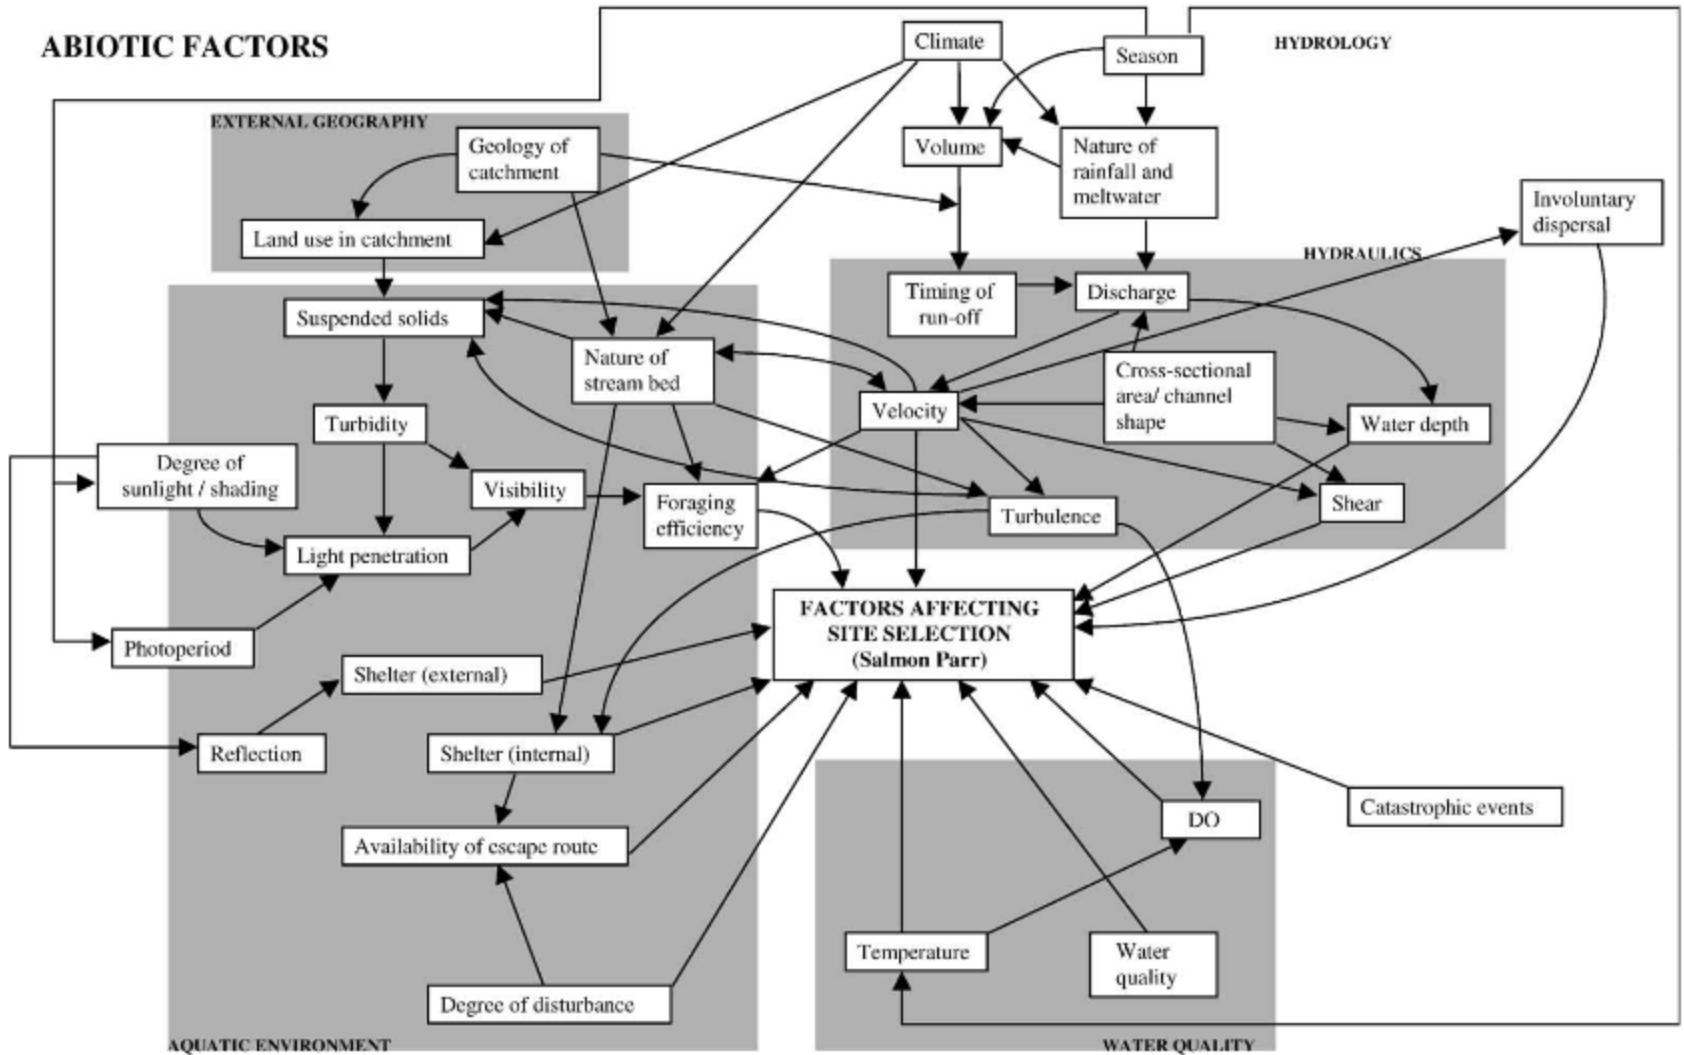 ABIOTIC FACTORS
Climate
Season
HYDROLOGY
EXTERNAL GEOGRAPHY
Geology of
catchment
Volume
Nature of
rainfall and
meltwater
Involuntary
dispersal
Land use in catchment
HYDRAULICS
Suspended solids
Timing of
run-off
Discharge
Nature of
stream bed
Cross-sectional
area/ channel
shape
Velocity
Water depth
Turbidity
Degree of
sunlight / shading
Visibility
Foraging
efficiency
Turbulence
Shear
Light penetration
FACTORS AFFECTING
SITE SELECTION
(Salmon Parr)
Photoperiod
Shelter (external)
Reflection
Shelter (internal)
Catastrophic events
DO
Availability of escape route
Temperature
Water
quality
Degree of disturbance
AQUATIC ENVIRONMENT
WATER QUALITY